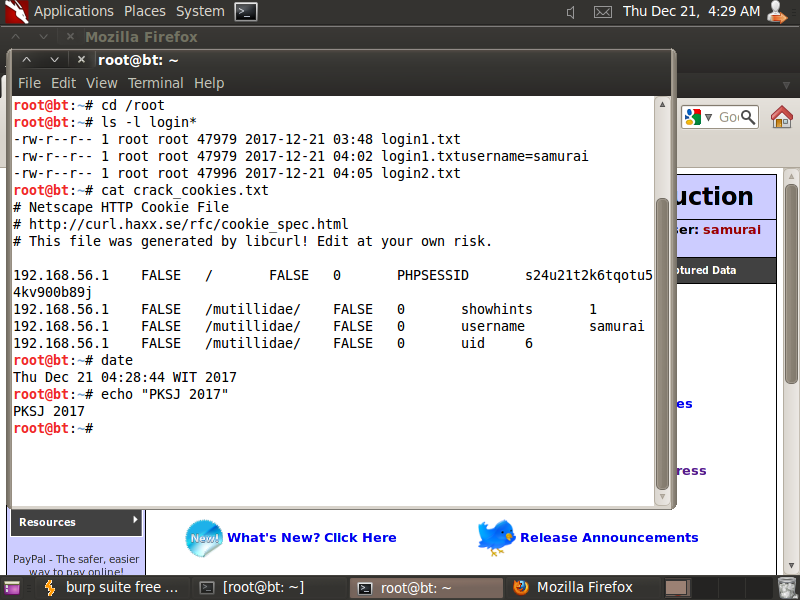 Applications Places System
Thu Dec 21, 4:29 AM
Mozilla Firefox
root@bt: ~
File Edit View Terminal Help
root@bt:~# cd /root
root@bt:~# ls -l login*
-rw-r--r-- 1 root root 47979 2017-12-21 03:48 login1.txt
-rw-r--r-- 1 root root 47979 2017-12-21 04:02 login1.txtusername=samurai
-rw-r--r-- 1 root root 47996 2017-12-21 04:05 login2.txt
root@bt:~# cat crack_cookies.txt
# Netscape HTTP Cookie File
# http://curl.haxx.se/rfc/cookie_spec.html
# This file was generated by libcurl! Edit at your own risk.
192.168.56.1 FALSE / FALSE 0 PHPSESSID s24u21t2k6tqotu5
4kv900b89j
192.168.56.1 FALSE /mutillidae/ FALSE 0 showhints 1
192.168.56.1 FALSE /mutillidae/ FALSE 0 username samurai
192.168.56.1 FALSE /mutillidae/ FALSE 0 uid 6
root@bt:~# date
Thu Dec 21 04:28:44 WIT 2017
root@bt:~# echo "PKSJ 2017"
PKSJ 2017
root@bt:~#
Goo
uction
ser: samurai
ptured Data
es
ress
Resources
PayPal - The safer, easier
way to pay online!
New! What's New? Click Here
Release Announcements
burp suite free ...
[root@bt: ~]
root@bt: ~
Mozilla Firefox